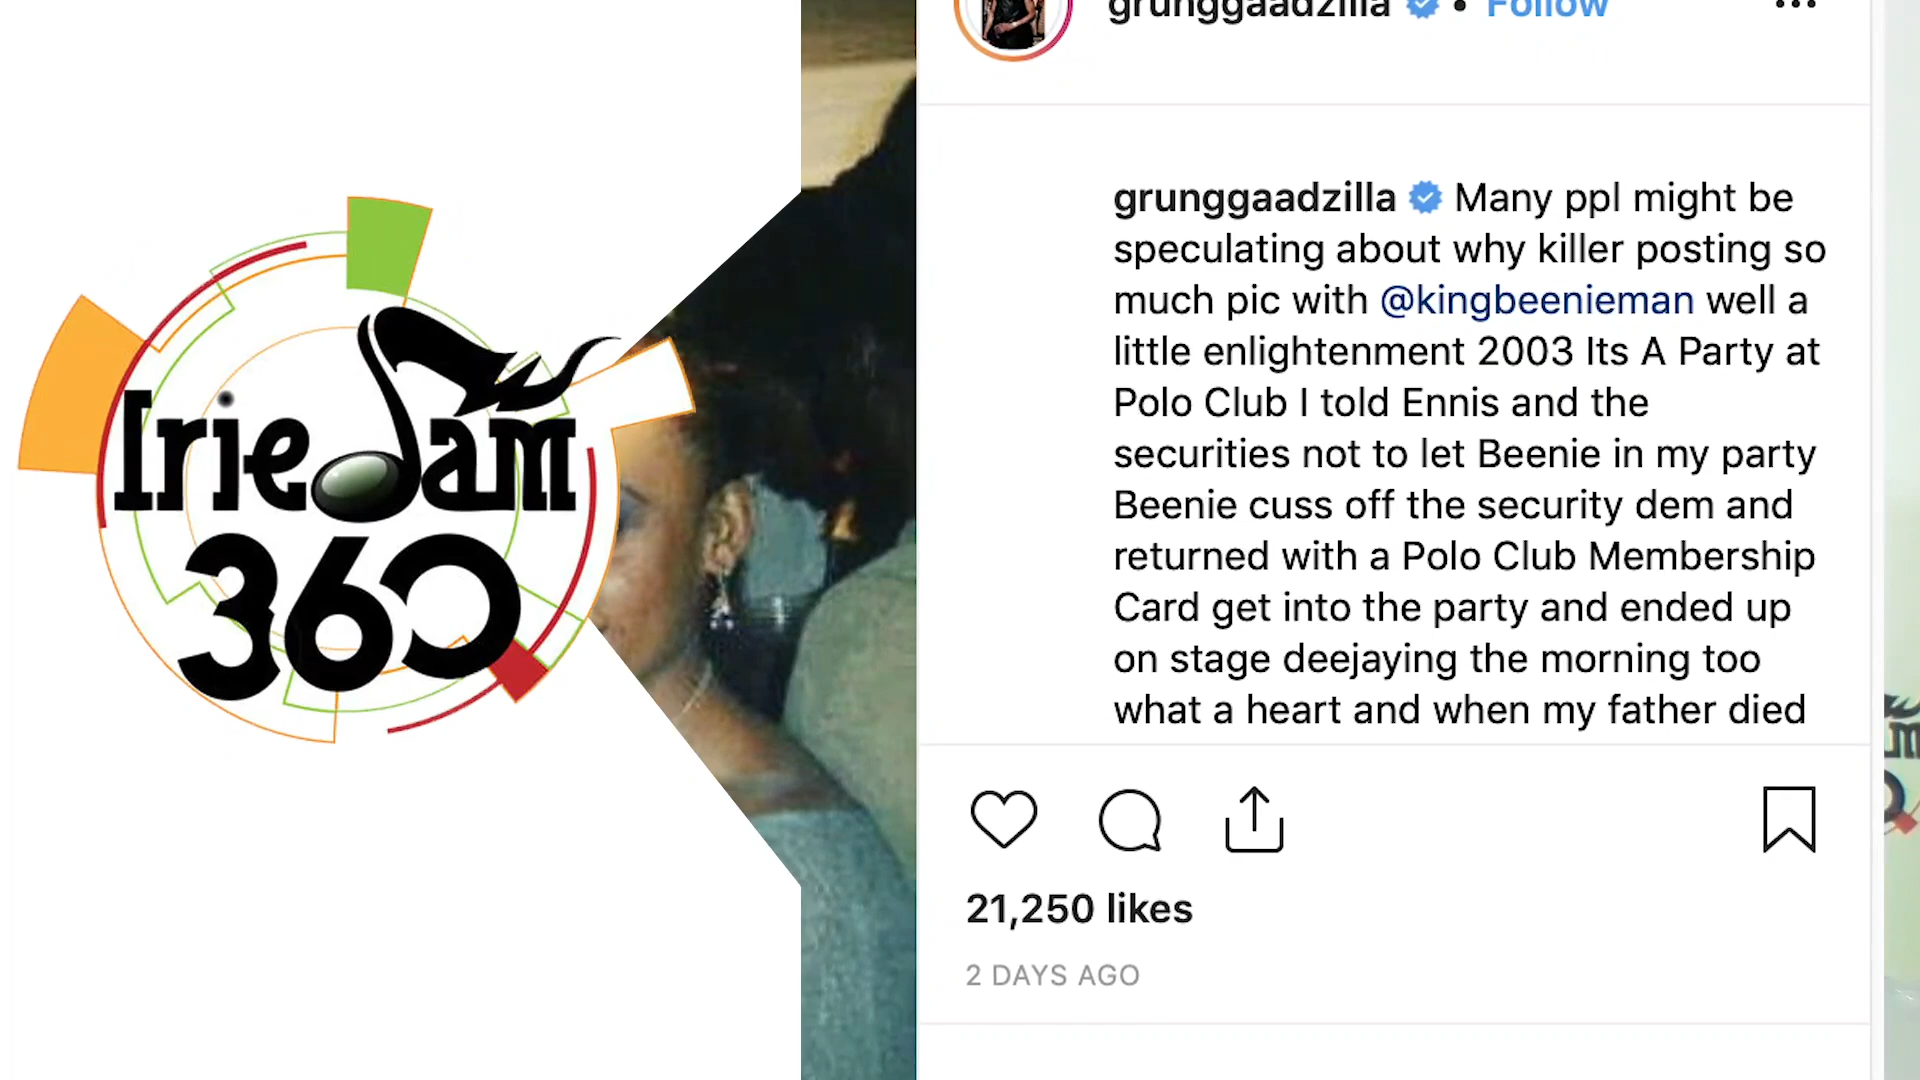 grunggaadzilla • Follow
IrieJam
360
grunggaadzilla Many ppl might be
speculating about why killer posting so
much pic with @kingbeenieman well a
little enlightenment 2003 Its A Party at
Polo Club I told Ennis and the
securities not to let Beenie in my party
Beenie cuss off the security dem and
returned with a Polo Club Membership
Card get into the party and ended up
on stage deejaying the morning too
what a heart and when my father died
21,250 likes
2 DAYS AGO